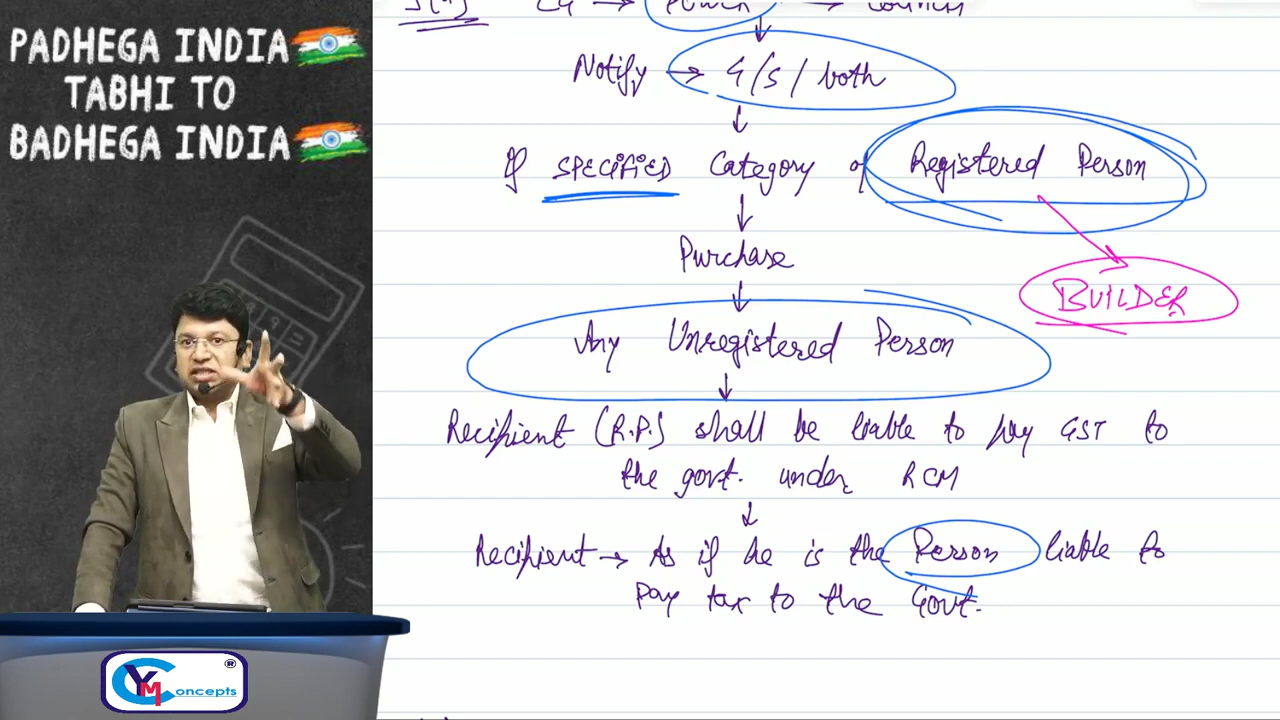 PADHEGA INDIA
TABHI TO
BADHEGA INDIA
Notify → G/S/ both
If SPECIFIED Category of Registered Person
Purchase
BUILDER
Any Unregistered Person
Recipient (R.P.) shall be liable to pay GST to
the govt. under RCM
Recipient → As if he is the Person liable to
Pay tax to the Govt.
YM Concepts ®